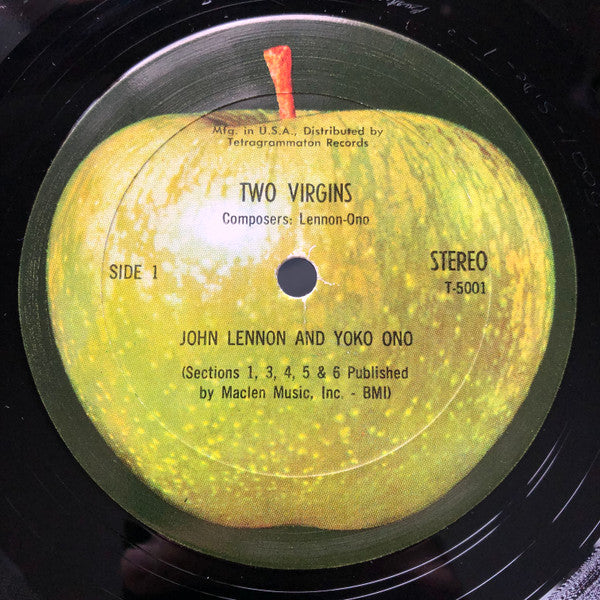 Mfg. in U.S.A., Distributed by
Tetragrammaton Records
TWO VIRGINS
Composers: Lennon-Ono
SIDE 1
STEREO
T-5001
JOHN LENNON AND YOKO ONO
(Sections 1, 3, 4, 5 & 6 Published
by Maclen Music, Inc. - BMI)